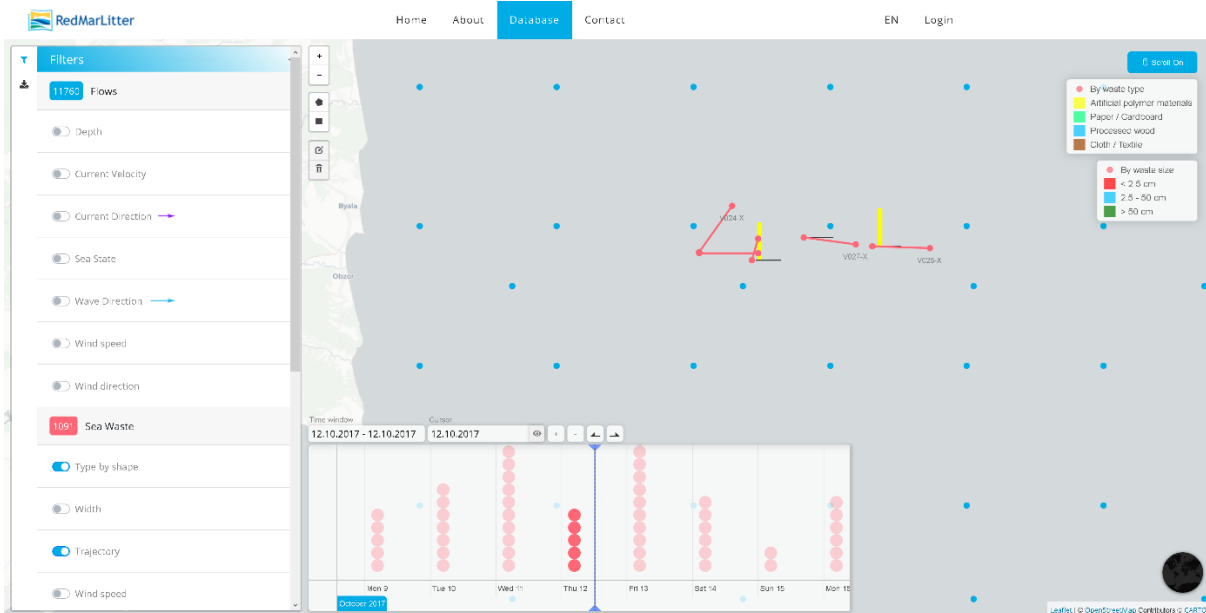 RedMarLitter
Home About Database Contact EN Login
Filters
11760 Flows
Depth
Current Velocity
Current Direction
Sea State
Wave Direction
Wind speed
Wind direction
1091 Sea Waste
Type by shape
Width
Trajectory
Wind speed
+
-
Byala
Obzor
V024-X
V027-X
Scroll On
By waste type
Artificial polymer materials
Paper / Cardboard
Processed wood
Cloth / Textile
By waste size
< 2.5 cm
2.5 - 50 cm
> 50 cm
Time window Cursor
12.10.2017 - 12.10.2017 12.10.2017 + -
Mon 9 Tue 10 Wed 11 Thu 12 Fri 13 Sat 14 Sun 15
October 2017
Leaflet | © OpenStreetMap Contributors © CARTO